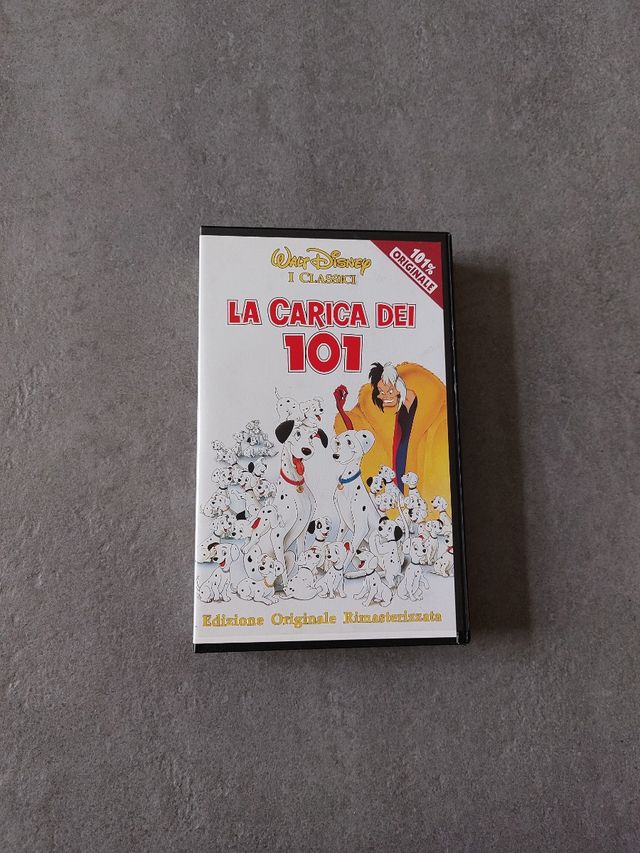 WALT DISNEY
I CLASSICI
101%
ORIGINALE
LA CARICA DEI
101
Edizione Originale Rimasterizzata